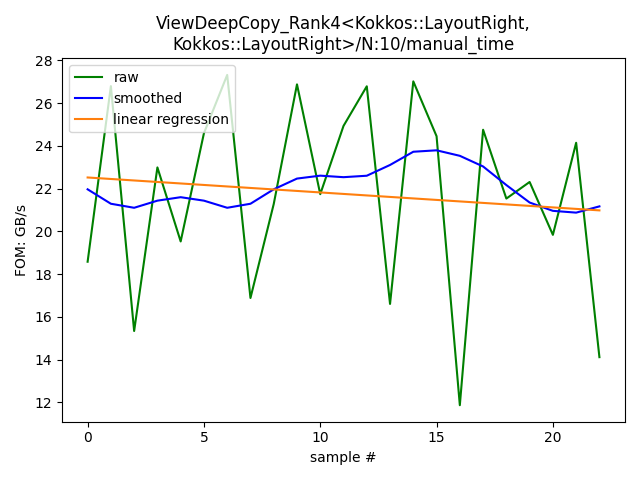 ViewDeepCopy_Rank4<Kokkos::LayoutRight,
Kokkos::LayoutRight>/N:10/manual_time
raw
smoothed
linear regression
FOM: GB/s
28
26
24
22
20
18
16
14
12
0
5
10
15
20
sample #